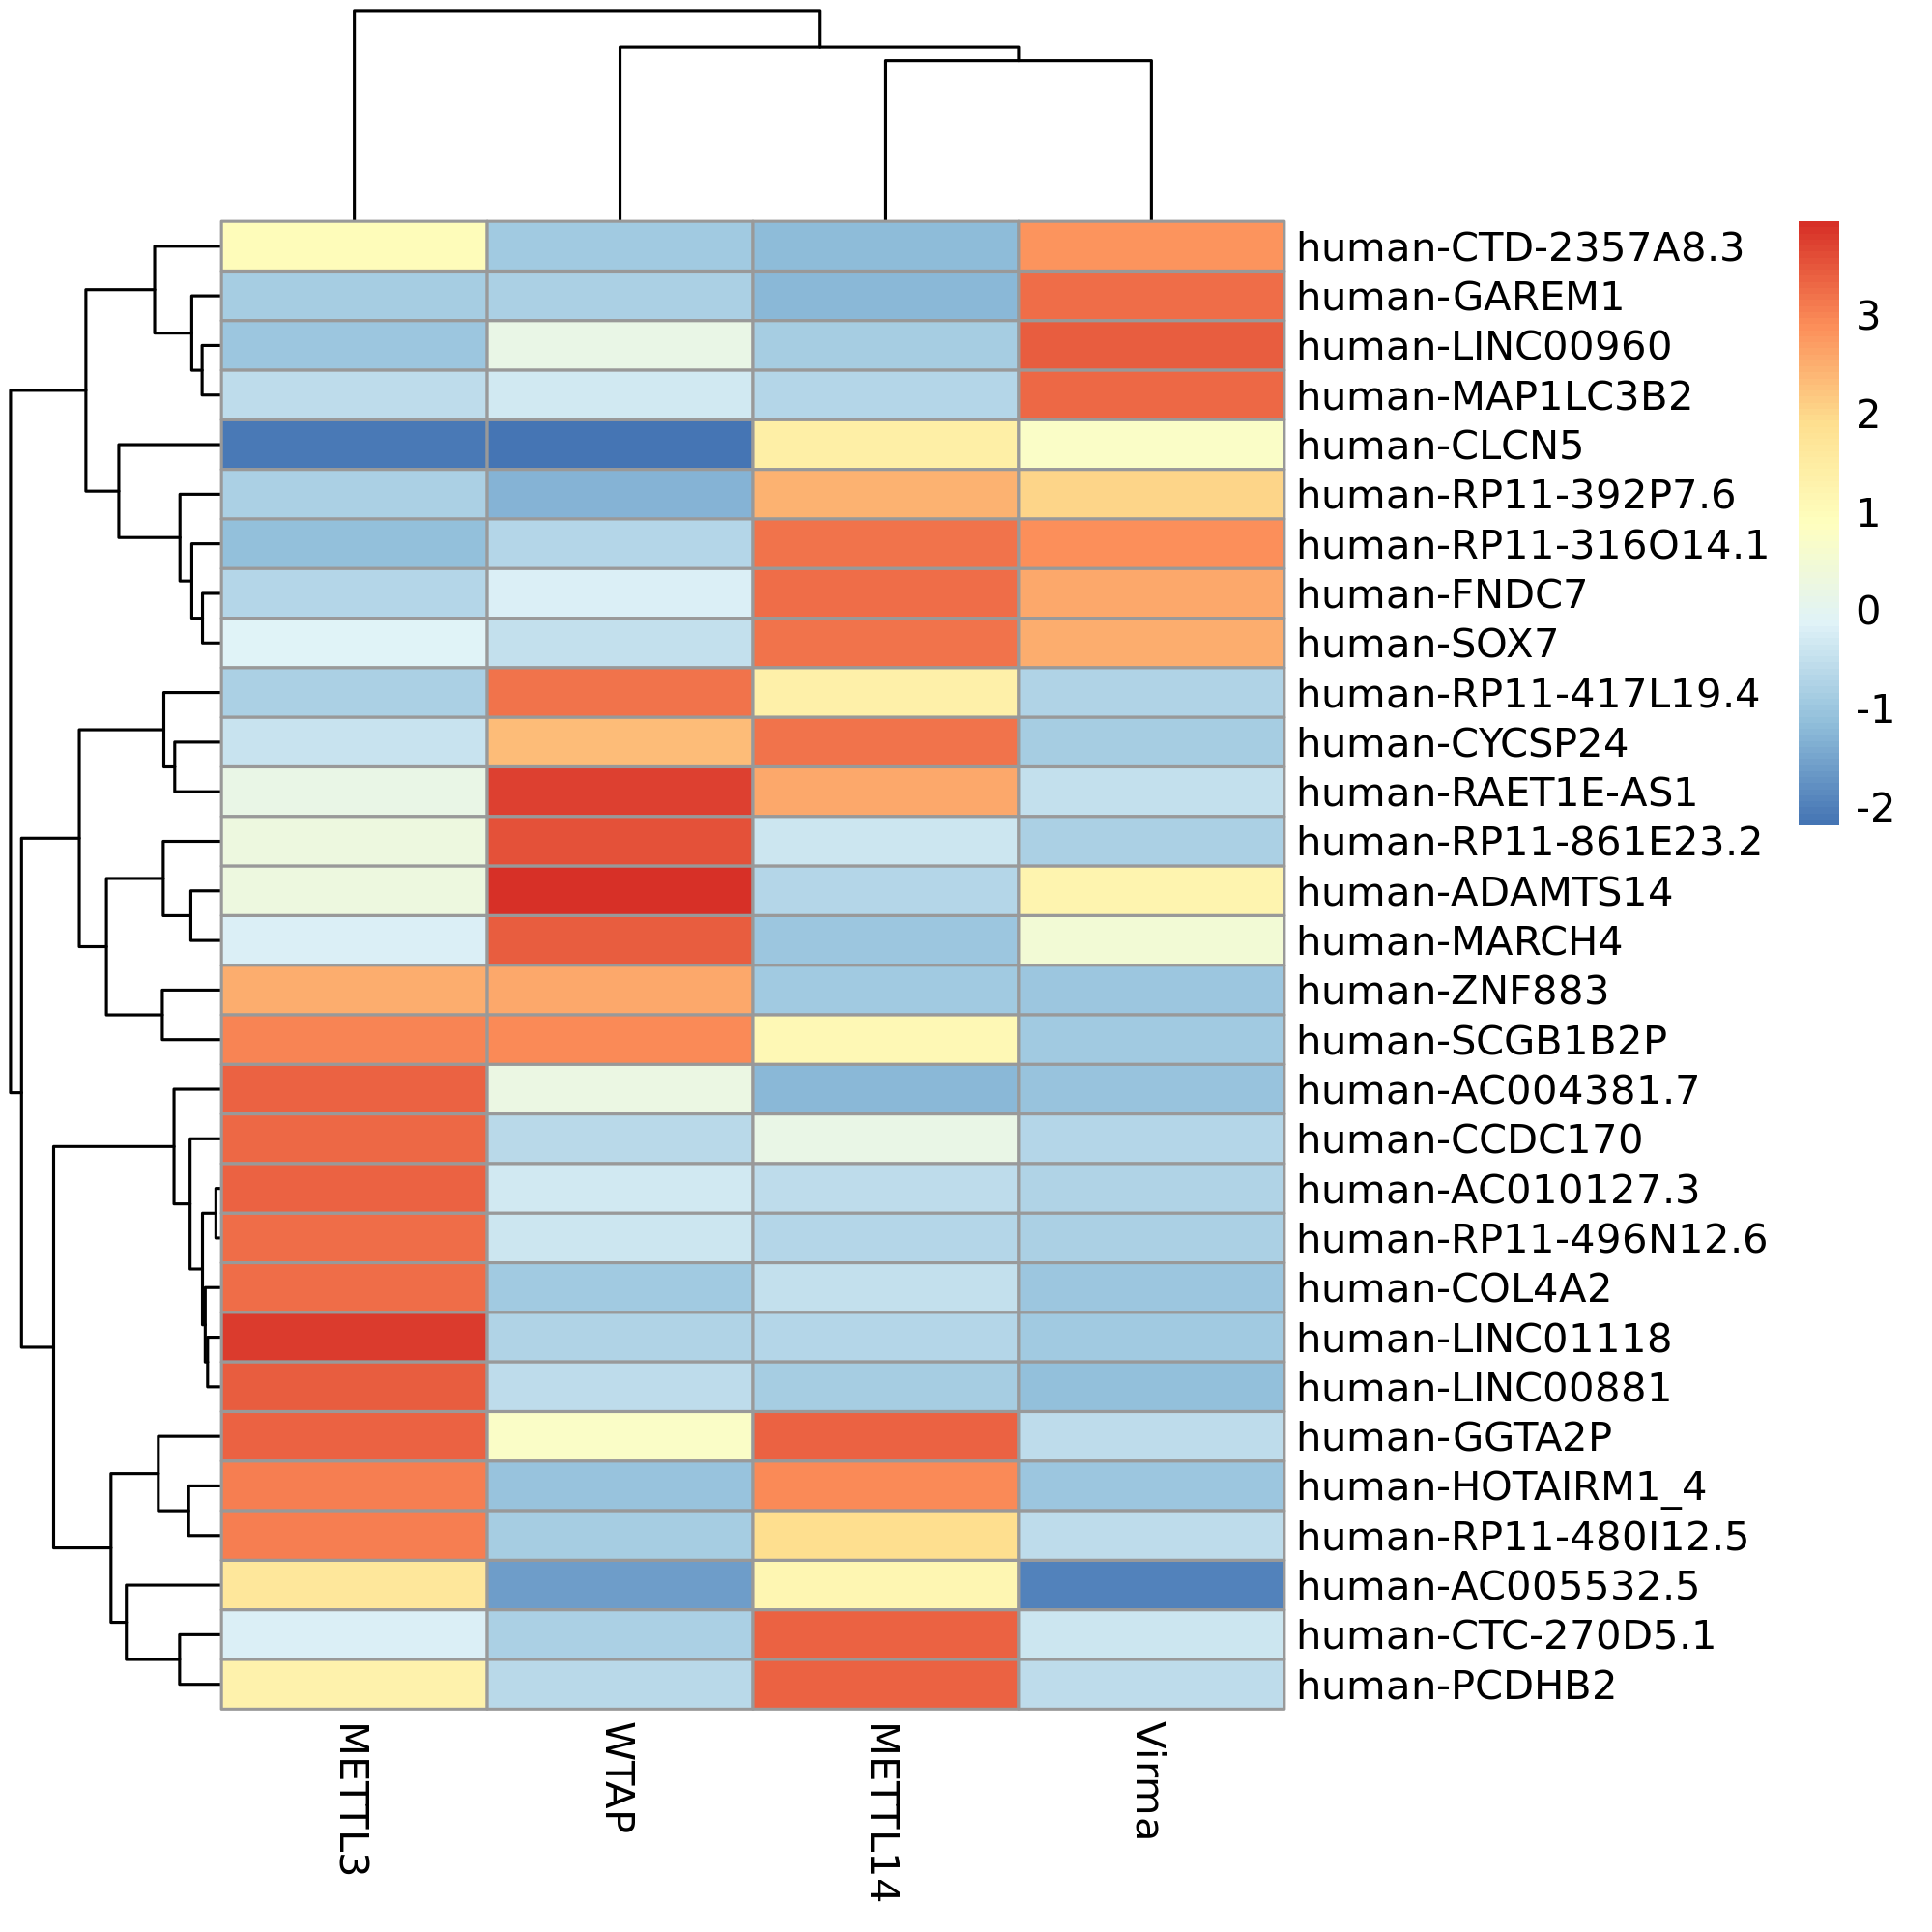 human-CTD-2357A8.3
human-GAREM1
human-LINC00960
human-MAP1LC3B2
human-CLCN5
human-RP11-392P7.6
human-RP11-316O14.1
human-FNDC7
human-SOX7
human-RP11-417L19.4
human-CYCSP24
human-RAET1E-AS1
human-RP11-861E23.2
human-ADAMTS14
human-MARCH4
human-ZNF883
human-SCGB1B2P
human-AC004381.7
human-CCDC170
human-AC010127.3
human-RP11-496N12.6
human-COL4A2
human-LINC01118
human-LINC00881
human-GGTA2P
human-HOTAIRM1_4
human-RP11-480I12.5
human-AC005532.5
human-CTC-270D5.1
human-PCDHB2
3
2
1
0
-1
-2
METTL3
WTAP
METTL14
Virma